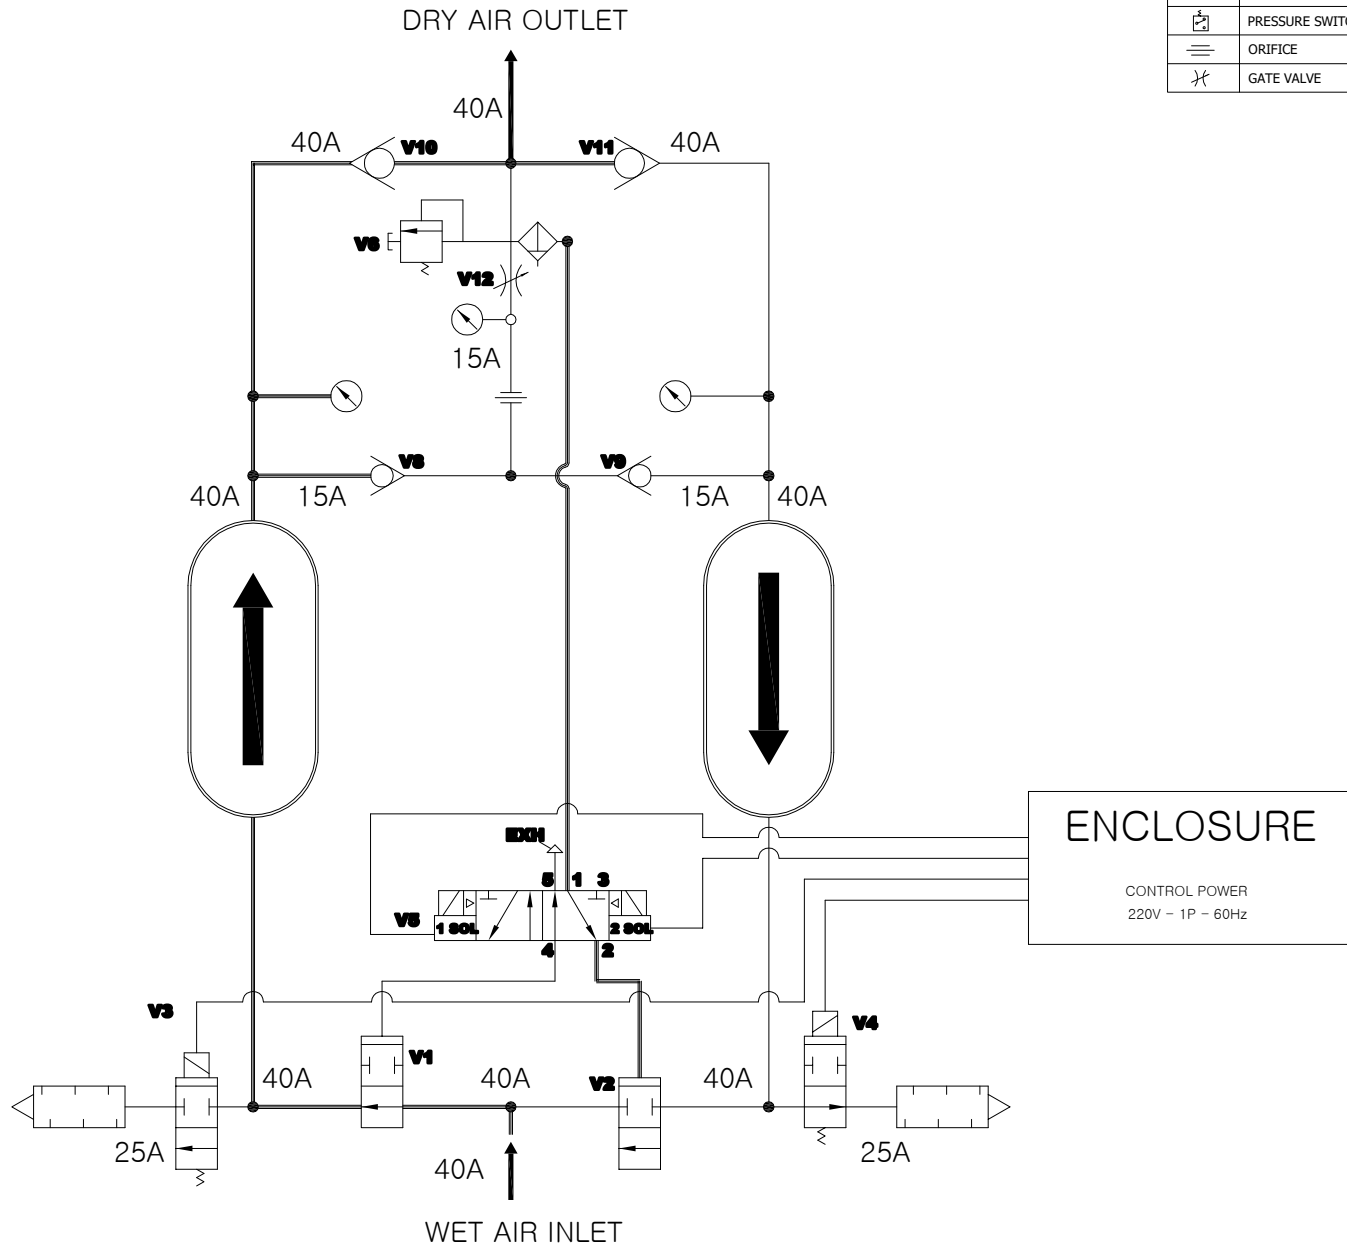 DRY AIR OUTLET
PRESSURE SWIT
ORIFICE
GATE VALVE
40A
40A
V10
V11
40A
V6
V12
15A
V8
V9
40A
15A
15A
40A
ENCLOSURE
CONTROL POWER
220V - 1P - 60Hz
EXH
5
1
3
V5
1 SOL
2 SOL
4
2
V3
V4
V1
V2
40A
40A
40A
25A
40A
25A
WET AIR INLET